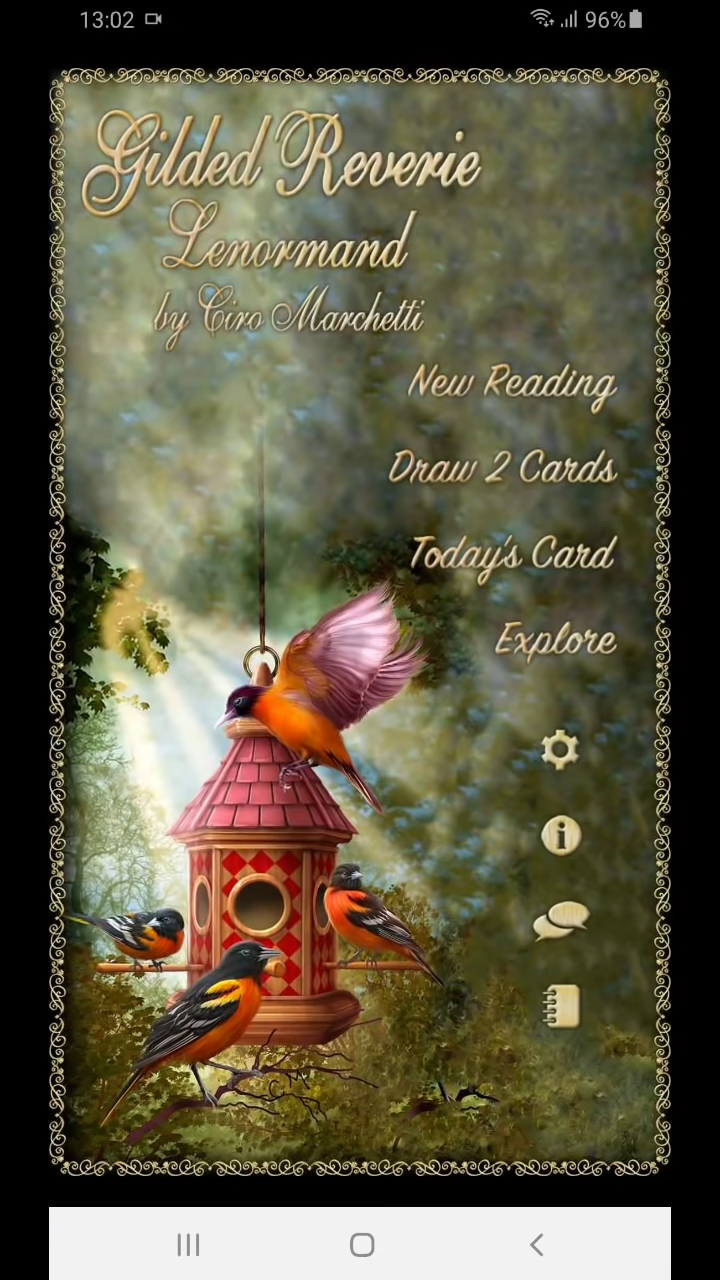 13:02 96%
Gilded Reverie
Lenormand
by Ciro Marchetti
New Reading
Draw 2 Cards
Today's Card
Explore
i